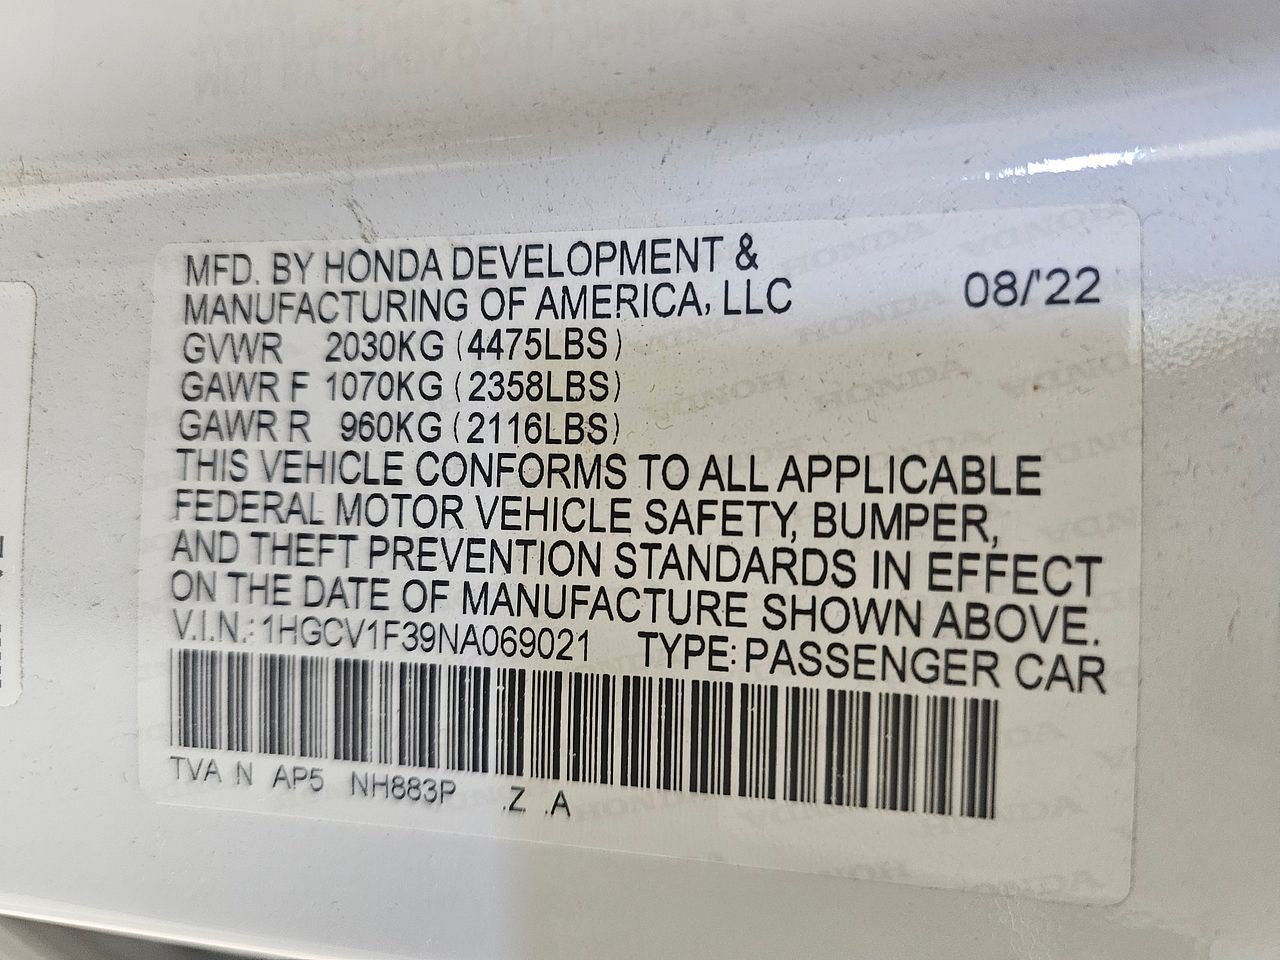 MFD. BY HONDA DEVELOPMENT &
MANUFACTURING OF AMERICA, LLC 08/'22
GVWR 2030KG (4475LBS)
GAWR F 1070KG (2358LBS)
GAWR R 960KG (2116LBS)
THIS VEHICLE CONFORMS TO ALL APPLICABLE
FEDERAL MOTOR VEHICLE SAFETY, BUMPER,
AND THEFT PREVENTION STANDARDS IN EFFECT
ON THE DATE OF MANUFACTURE SHOWN ABOVE.
V.I.N.: 1HGCV1F39NA069021 TYPE: PASSENGER CAR
TVA N AP5 NH883P .Z .A